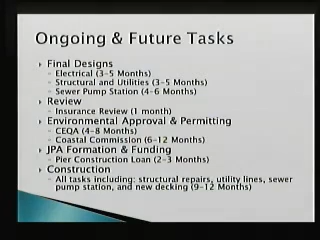 Ongoing & Future Tasks
Final Designs
- Electrical (3-5 Months)
- Structural and Utilities (3-5 Months)
- Sewer Pump Station (4-6 Months)
Review
- Insurance Review (1 month)
Environmental Approval & Permitting
- CEQA (4-8 Months)
- Coastal Commission (6-12 Months)
JPA Formation & Funding
- Pier Construction Loan (2-3 Months)
Construction
- All tasks including: structural repairs, utility lines, sewer
pump station, and new decking (9-12 Months)